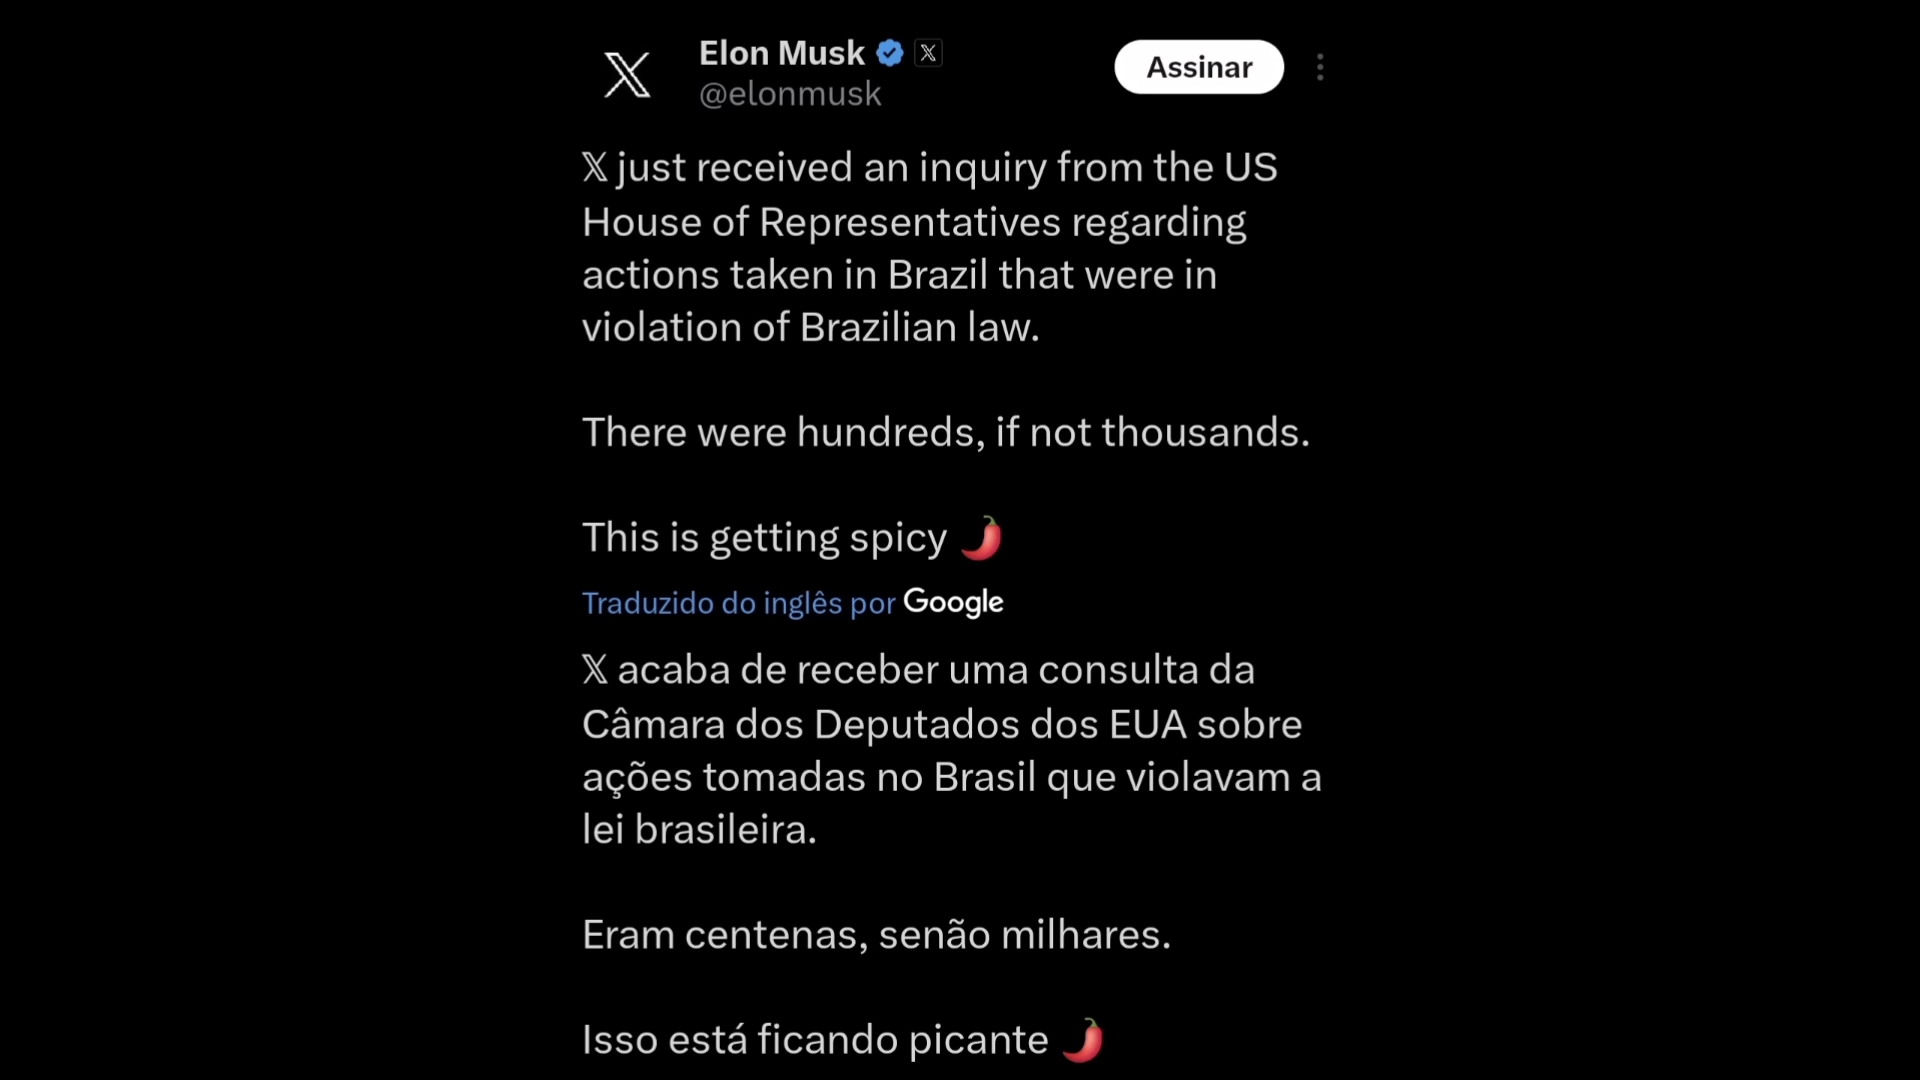 Elon Musk
@elonmusk
Assinar
𝕏 just received an inquiry from the US
House of Representatives regarding
actions taken in Brazil that were in
violation of Brazilian law.
There were hundreds, if not thousands.
This is getting spicy 🌶️
Traduzido do inglês por Google
𝕏 acaba de receber uma consulta da
Câmara dos Deputados dos EUA sobre
ações tomadas no Brasil que violavam a
lei brasileira.
Eram centenas, senão milhares.
Isso está ficando picante 🌶️